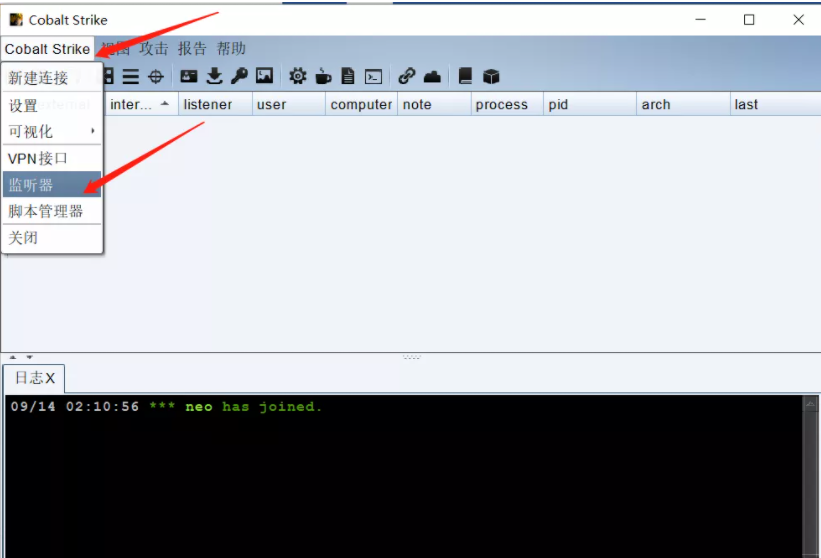 Cobalt Strike
Cobalt Strike 视图 攻击 报告 帮助
新建连接
设置
可视化
VPN接口
监听器
脚本管理器
关闭
inter... listener user computer note process pid arch last
日志X
09/14 02:10:56 *** neo has joined.